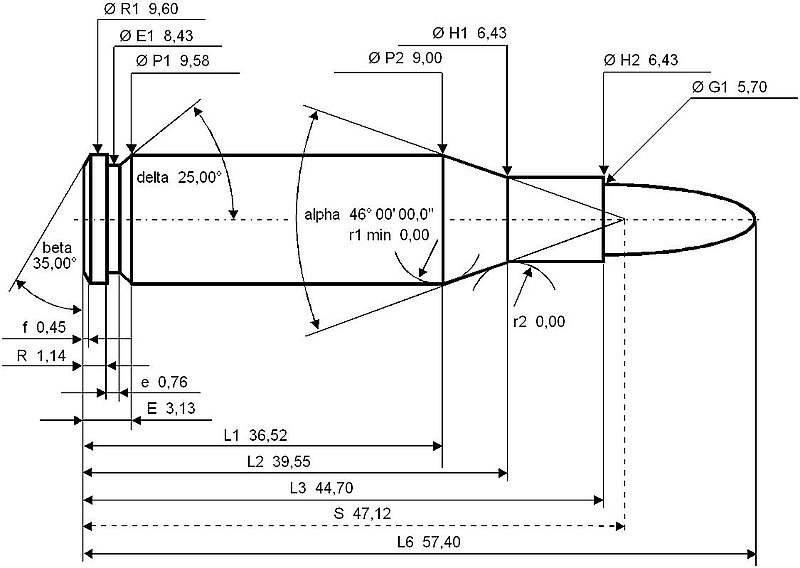 Ø R1 9,60
Ø E1 8,43
Ø P1 9,58
Ø P2 9,00
Ø H1 6,43
Ø H2 6,43
Ø G1 5,70
delta 25,00°
alpha 46° 00' 00,0"
r1 min 0,00
beta
35,00°
r2 0,00
f 0,45
R 1,14
e 0,76
E 3,13
L1 36,52
L2 39,55
L3 44,70
S 47,12
L6 57,40